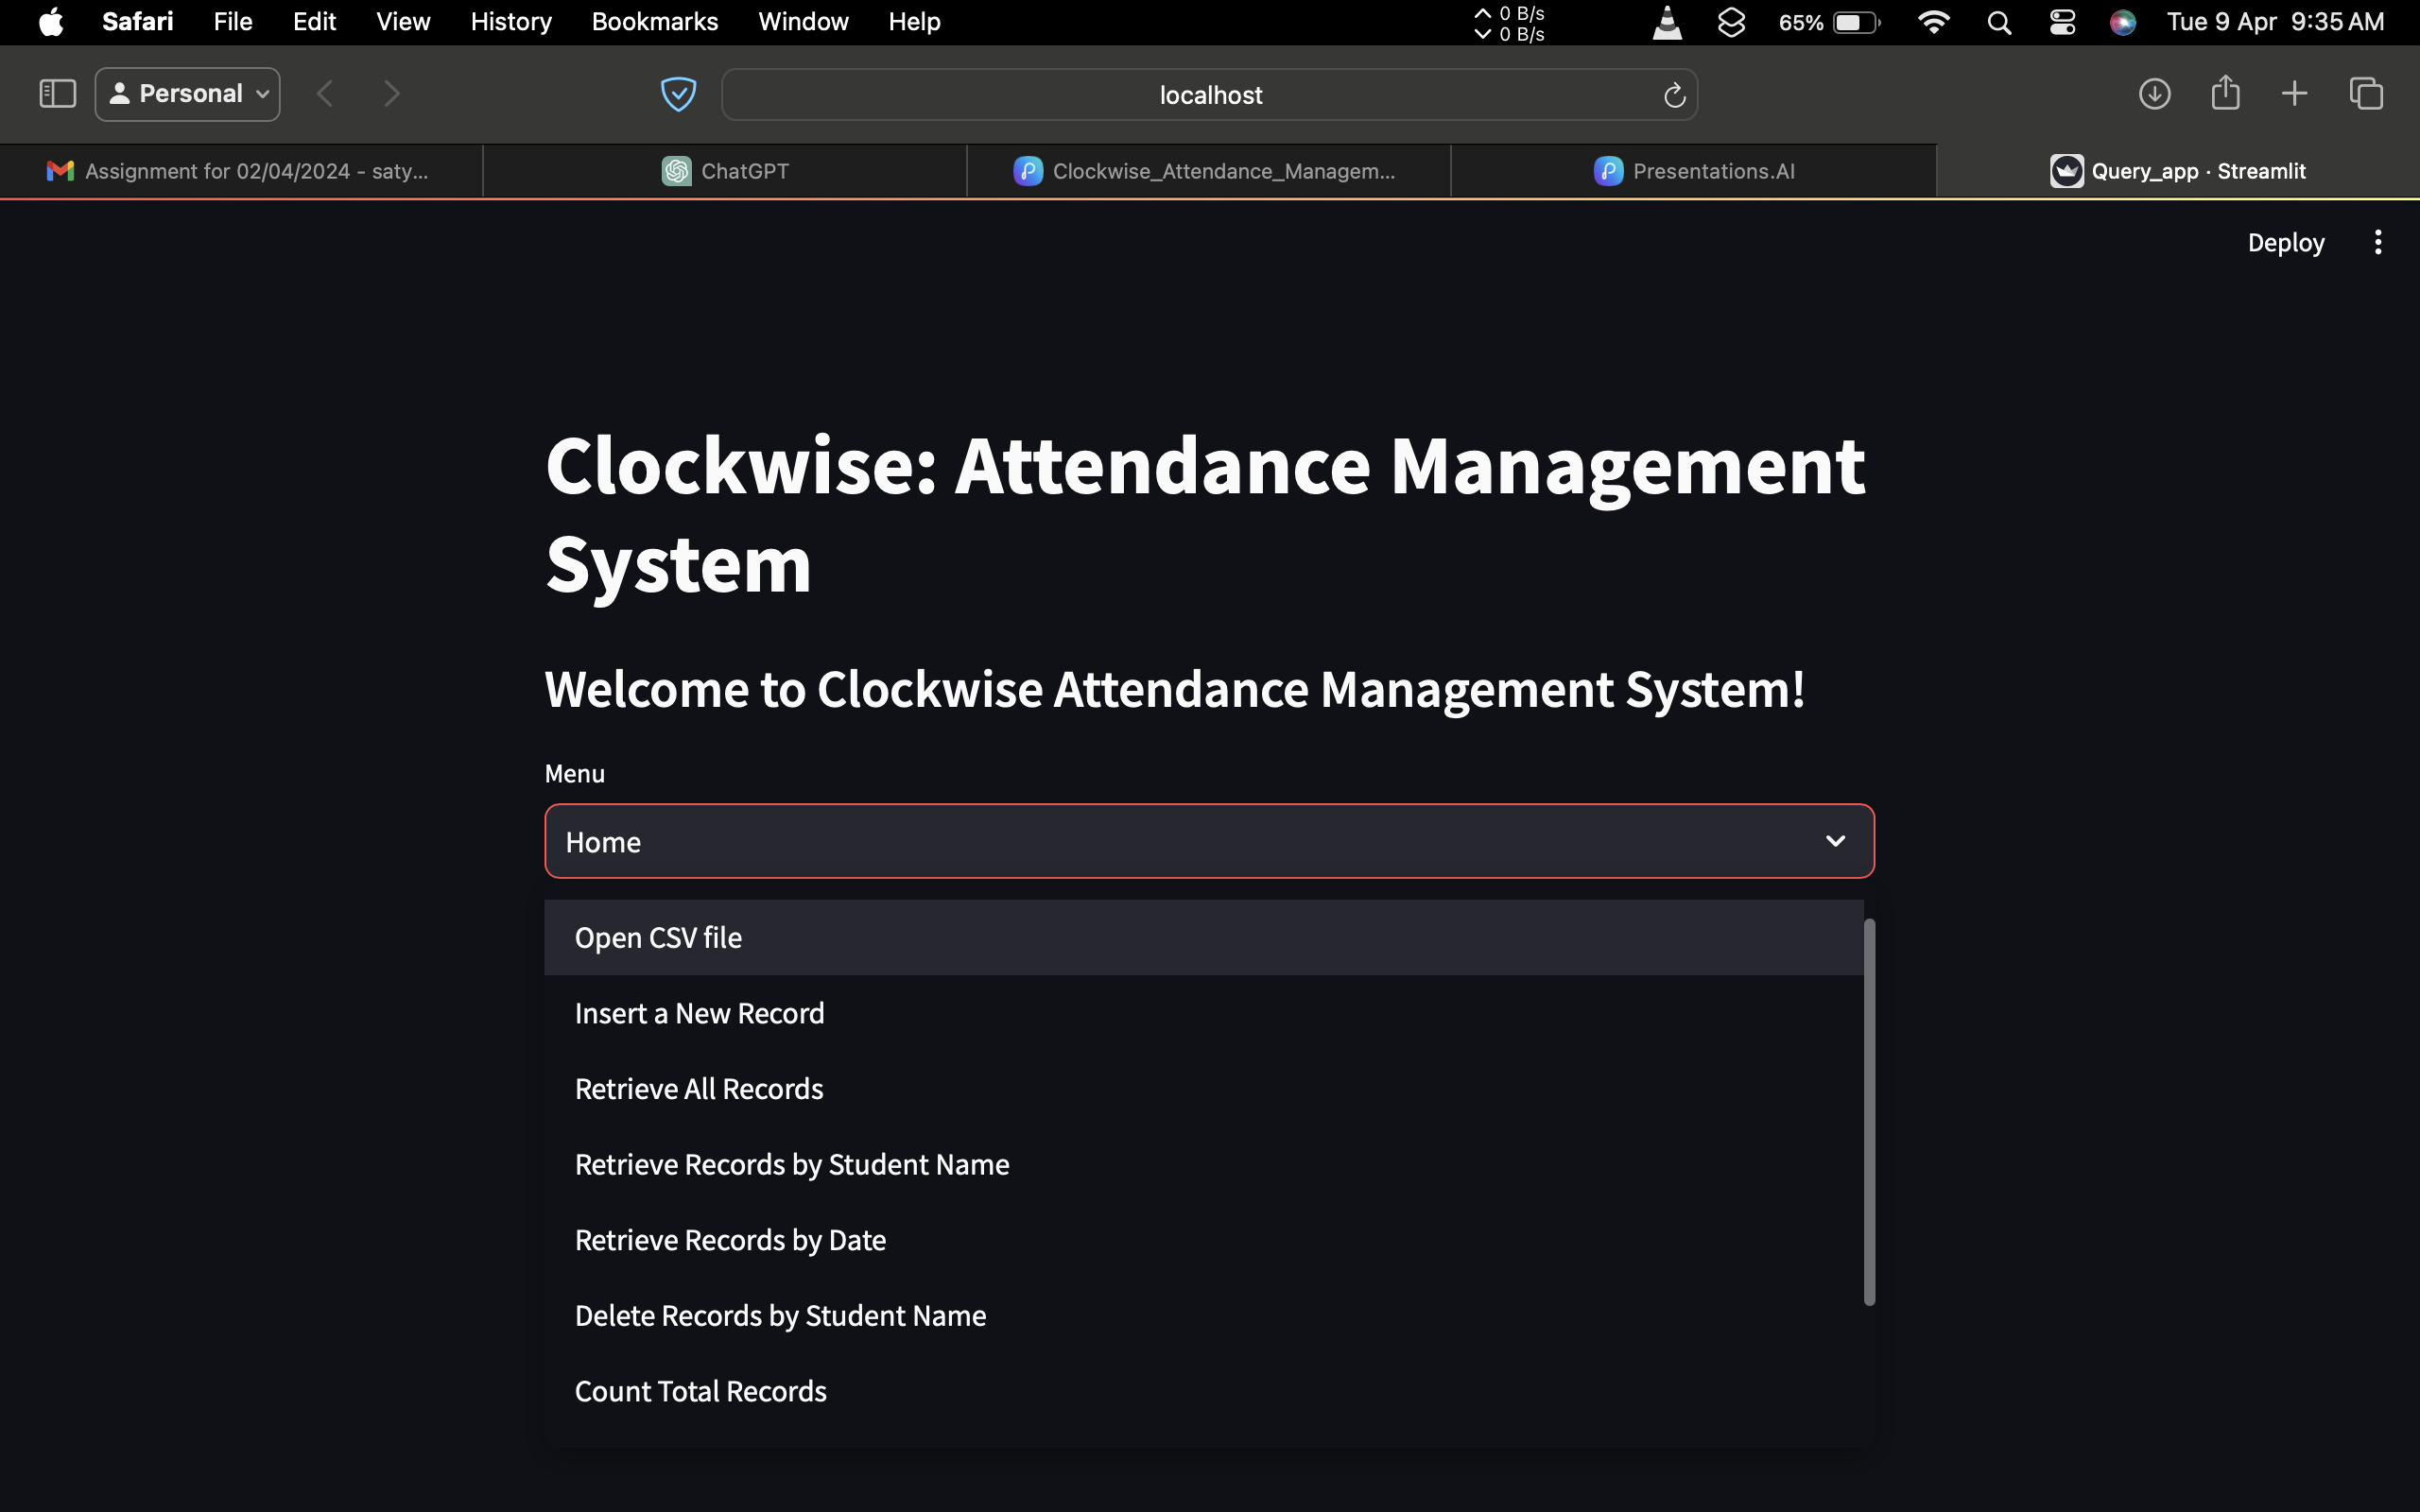 Safari File Edit View History Bookmarks Window Help 0 B/s 65% Tue 9 Apr 9:35 AM
0 B/s
Personal localhost
Assignment for 02/04/2024 - saty... ChatGPT Clockwise_Attendance_Managem... Presentations.AI Query_app · Streamlit
Deploy
Clockwise: Attendance Management
System
Welcome to Clockwise Attendance Management System!
Menu
Home
Open CSV file
Insert a New Record
Retrieve All Records
Retrieve Records by Student Name
Retrieve Records by Date
Delete Records by Student Name
Count Total Records